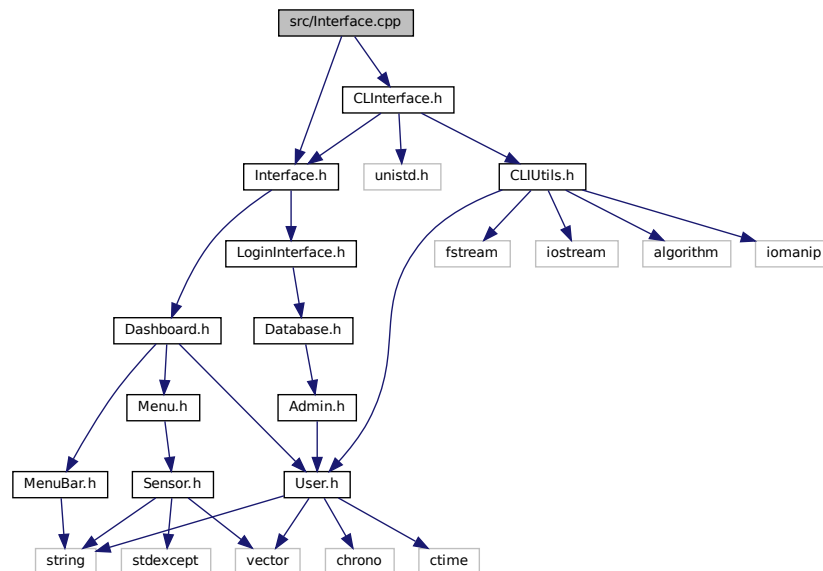 src/Interface.cpp
CLInterface.h
Interface.h
unistd.h
CLIUtils.h
LoginInterface.h
fstream
iostream
algorithm
iomanip
Dashboard.h
Database.h
Menu.h
Admin.h
MenuBar.h
Sensor.h
User.h
string
stdexcept
vector
chrono
ctime